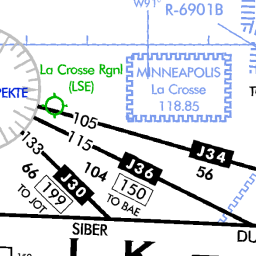 W91°
R-6901B
La Crosse Rgnl
(LSE)
MINNEAPOLIS
La Crosse
118.85
PEKTE
105
115
133
J34
56
J36
104
150
TO BAE
J30
66
199
TO JOT
SIBER
DU
L K